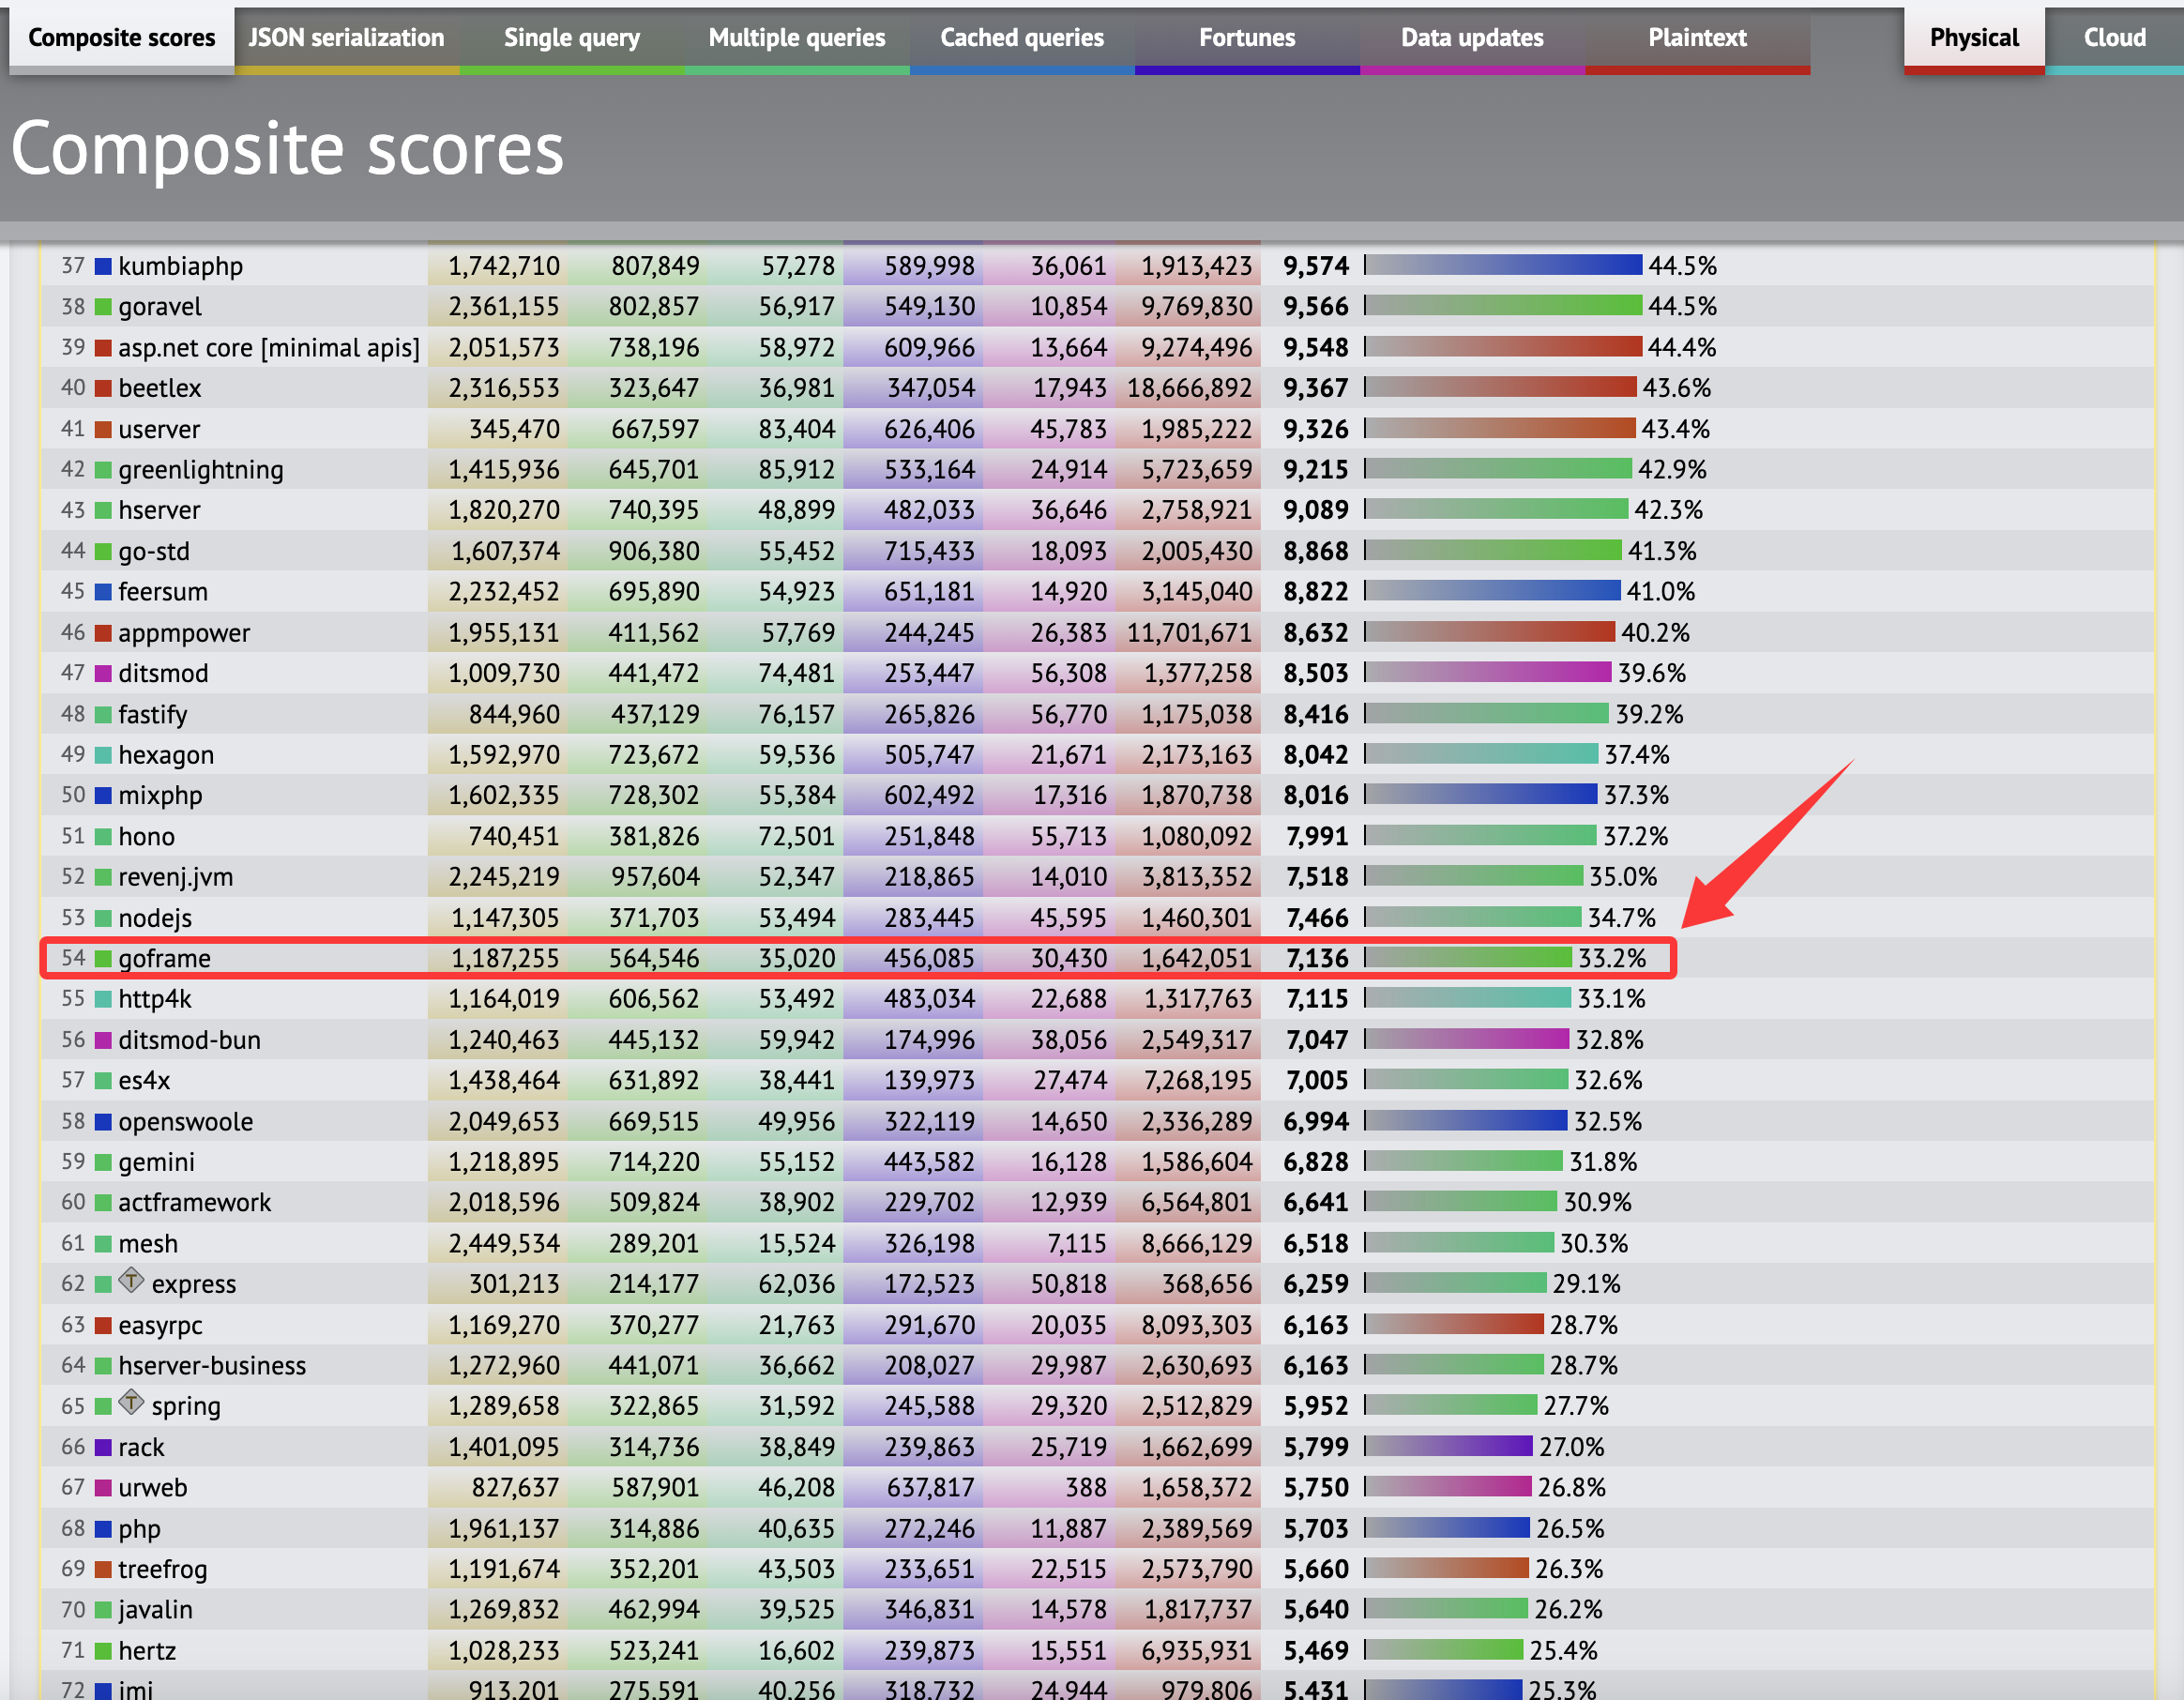 Composite scores JSON serialization Single query Multiple queries Cached queries Fortunes Data updates Plaintext Physical Cloud
Composite scores
37 kumbiaphp 1,742,710 807,849 57,278 589,998 36,061 1,913,423 9,574 44.5%
38 goravel 2,361,155 802,857 56,917 549,130 10,854 9,769,830 9,566 44.5%
39 asp.net core [minimal apis] 2,051,573 738,196 58,972 609,966 13,664 9,274,496 9,548 44.4%
40 beetlex 2,316,553 323,647 36,981 347,054 17,943 18,666,892 9,367 43.6%
41 userver 345,470 667,597 83,404 626,406 45,783 1,985,222 9,326 43.4%
42 greenlightning 1,415,936 645,701 85,912 533,164 24,914 5,723,659 9,215 42.9%
43 hserver 1,820,270 740,395 48,899 482,033 36,646 2,758,921 9,089 42.3%
44 go-std 1,607,374 906,380 55,452 715,433 18,093 2,005,430 8,868 41.3%
45 feersum 2,232,452 695,890 54,923 651,181 14,920 3,145,040 8,822 41.0%
46 appmpower 1,955,131 411,562 57,769 244,245 26,383 11,701,671 8,632 40.2%
47 ditsmod 1,009,730 441,472 74,481 253,447 56,308 1,377,258 8,503 39.6%
48 fastify 844,960 437,129 76,157 265,826 56,770 1,175,038 8,416 39.2%
49 hexagon 1,592,970 723,672 59,536 505,747 21,671 2,173,163 8,042 37.4%
50 mixphp 1,602,335 728,302 55,384 602,492 17,316 1,870,738 8,016 37.3%
51 hono 740,451 381,826 72,501 251,848 55,713 1,080,092 7,991 37.2%
52 revenj.jvm 2,245,219 957,604 52,347 218,865 14,010 3,813,352 7,518 35.0%
53 nodejs 1,147,305 371,703 53,494 283,445 45,595 1,460,301 7,466 34.7%
54 goframe 1,187,255 564,546 35,020 456,085 30,430 1,642,051 7,136 33.2%
55 http4k 1,164,019 606,562 53,492 483,034 22,688 1,317,763 7,115 33.1%
56 ditsmod-bun 1,240,463 445,132 59,942 174,996 38,056 2,549,317 7,047 32.8%
57 es4x 1,438,464 631,892 38,441 139,973 27,474 7,268,195 7,005 32.6%
58 openswoole 2,049,653 669,515 49,956 322,119 14,650 2,336,289 6,994 32.5%
59 gemini 1,218,895 714,220 55,152 443,582 16,128 1,586,604 6,828 31.8%
60 actframework 2,018,596 509,824 38,902 229,702 12,939 6,564,801 6,641 30.9%
61 mesh 2,449,534 289,201 15,524 326,198 7,115 8,666,129 6,518 30.3%
62 T express 301,213 214,177 62,036 172,523 50,818 368,656 6,259 29.1%
63 easyrpc 1,169,270 370,277 21,763 291,670 20,035 8,093,303 6,163 28.7%
64 hserver-business 1,272,960 441,071 36,662 208,027 29,987 2,630,693 6,163 28.7%
65 T spring 1,289,658 322,865 31,592 245,588 29,320 2,512,829 5,952 27.7%
66 rack 1,401,095 314,736 38,849 239,863 25,719 1,662,699 5,799 27.0%
67 urweb 827,637 587,901 46,208 637,817 388 1,658,372 5,750 26.8%
68 php 1,961,137 314,886 40,635 272,246 11,887 2,389,569 5,703 26.5%
69 treefrog 1,191,674 352,201 43,503 233,651 22,515 2,573,790 5,660 26.3%
70 javalin 1,269,832 462,994 39,525 346,831 14,578 1,817,737 5,640 26.2%
71 hertz 1,028,233 523,241 16,602 239,873 15,551 6,935,931 5,469 25.4%
72 imi 913,201 275,591 40,256 318,732 24,944 979,806 5,431 25.3%